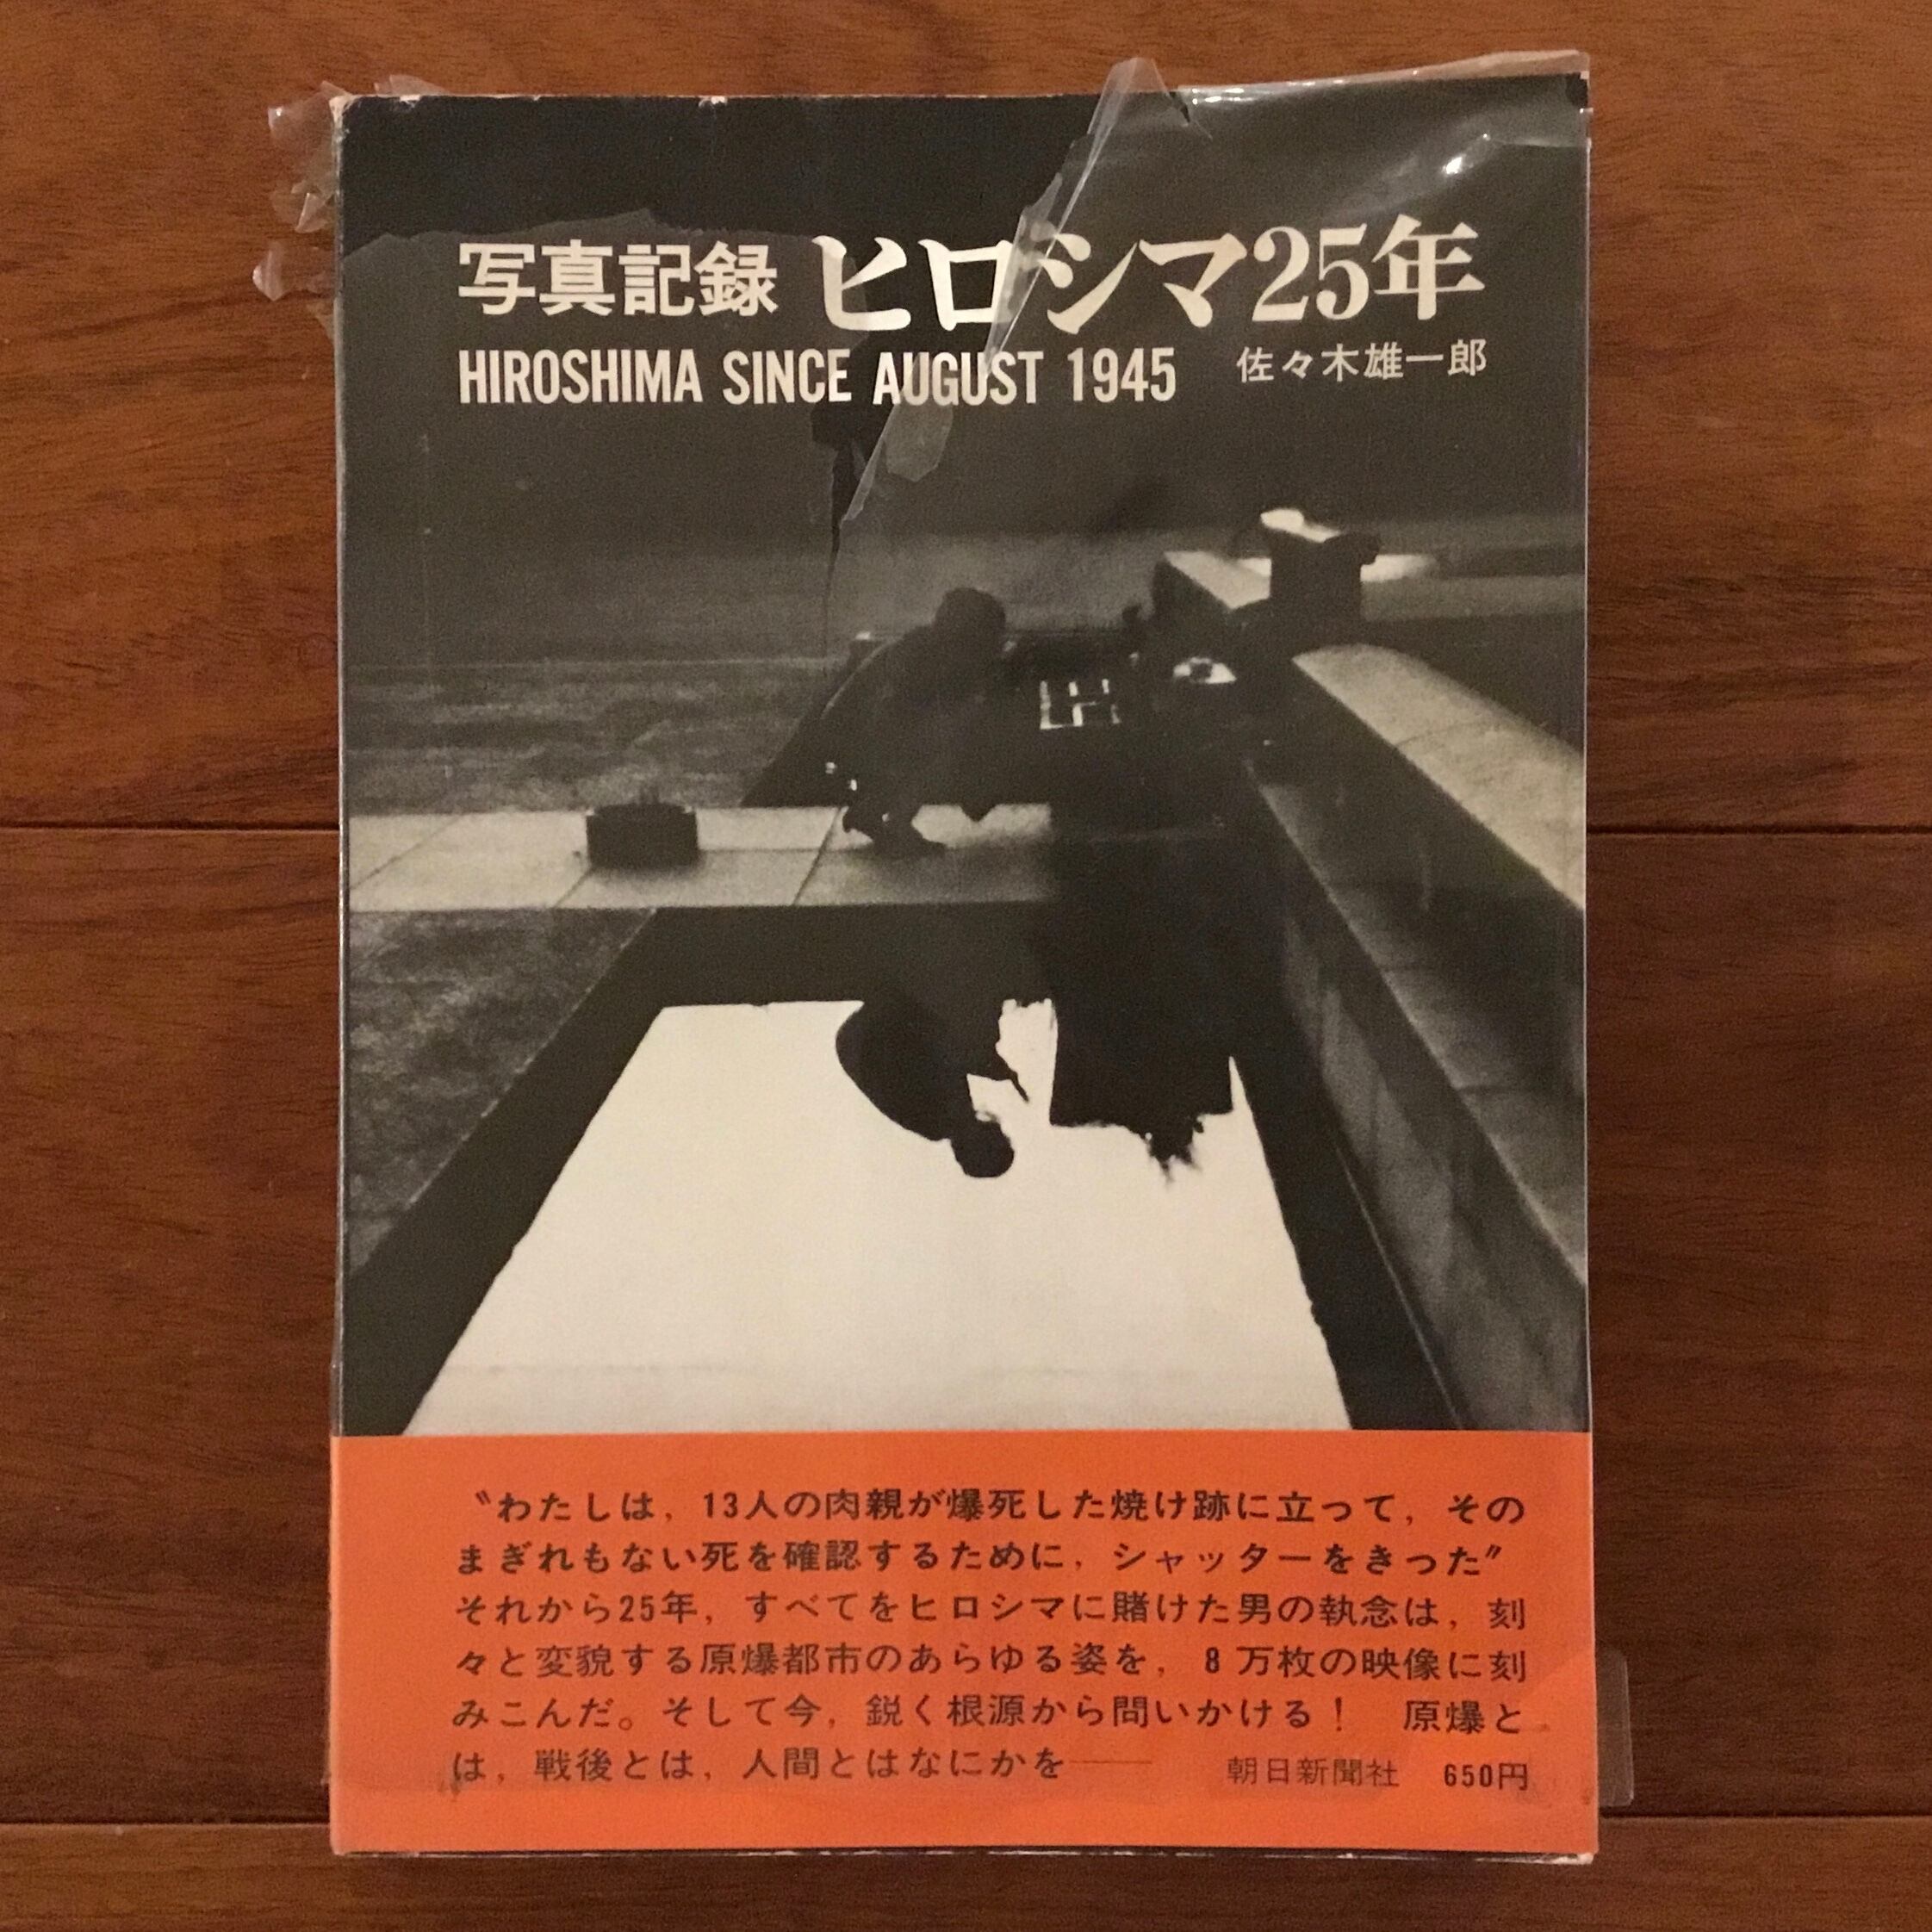 写真記録 ヒロシマ25年
HIROSHIMA SINCE AUGUST 1945 佐々木雄一郎
〝わたしは，13人の肉親が爆死した焼け跡に立って，その
まぎれもない死を確認するために，シャッターをきった〞
それから25年，すべてをヒロシマに賭けた男の執念は，刻
々と変貌する原爆都市のあらゆる姿を，8万枚の映像に刻
みこんだ。そして今，鋭く根源から問いかける！　原爆と
は，戦後とは，人間とはなにかを── 朝日新聞社 650円